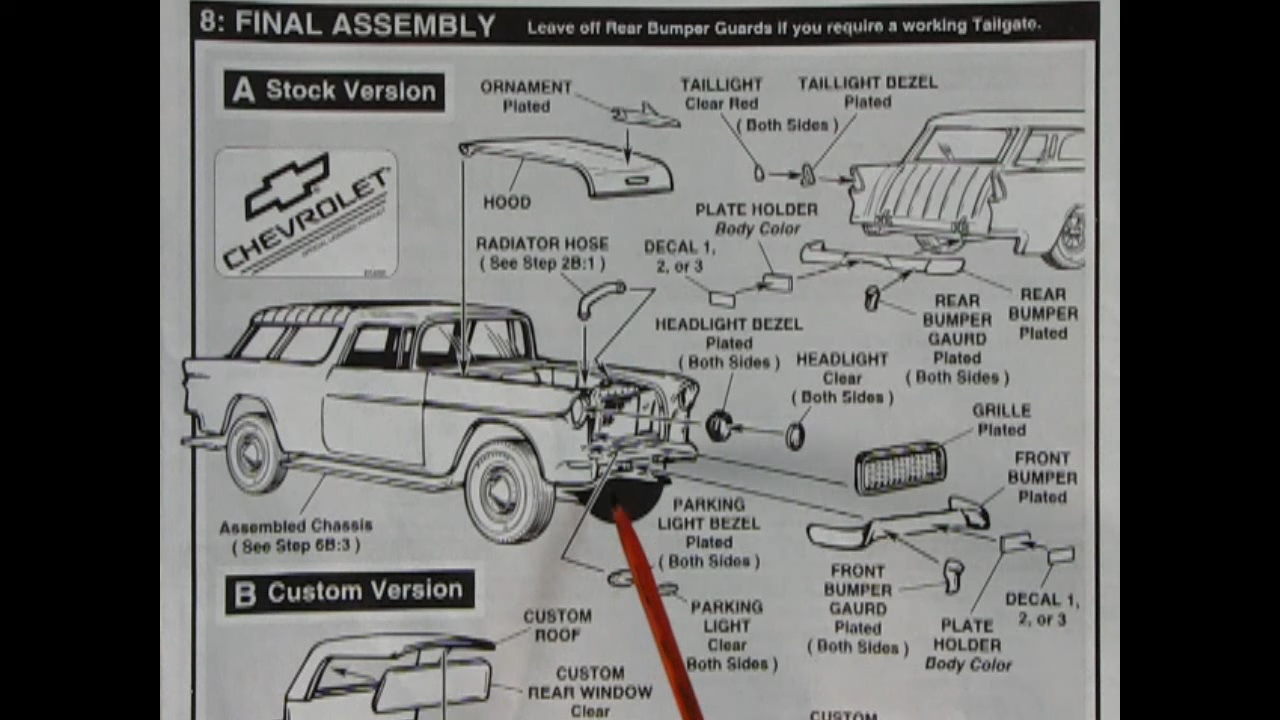 8: FINAL ASSEMBLY Leave off Rear Bumper Guards if you require a working Tailgate.
A Stock Version
ORNAMENT
Plated
TAILLIGHT
Clear Red
TAILLIGHT BEZEL
Plated
( Both Sides )
CHEVROLET
HOOD
PLATE HOLDER
Body Color
RADIATOR HOSE
( See Step 2B:1 )
DECAL 1,
2, or 3
REAR
BUMPER
GAURD
Plated
( Both Sides )
REAR
BUMPER
Plated
HEADLIGHT BEZEL
Plated
( Both Sides )
HEADLIGHT
Clear
( Both Sides )
GRILLE
Plated
FRONT
BUMPER
Plated
Assembled Chassis
( See Step 6B:3 )
PARKING
LIGHT BEZEL
Plated
( Both Sides )
FRONT
BUMPER
GAURD
Plated
( Both Sides )
DECAL 1,
2, or 3
PLATE
HOLDER
Body Color
PARKING
LIGHT
Clear
Both Sides )
B Custom Version
CUSTOM
ROOF
CUSTOM
REAR WINDOW
Clear
CUSTOM